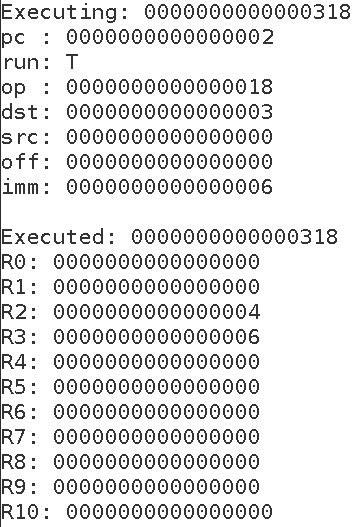 Executing: 0000000000000318
pc : 0000000000000002
run: T
op : 0000000000000018
dst: 0000000000000003
src: 0000000000000000
off: 0000000000000000
imm: 0000000000000006

Executed: 0000000000000318
R0: 0000000000000000
R1: 0000000000000000
R2: 0000000000000004
R3: 0000000000000006
R4: 0000000000000000
R5: 0000000000000000
R6: 0000000000000000
R7: 0000000000000000
R8: 0000000000000000
R9: 0000000000000000
R10: 0000000000000000